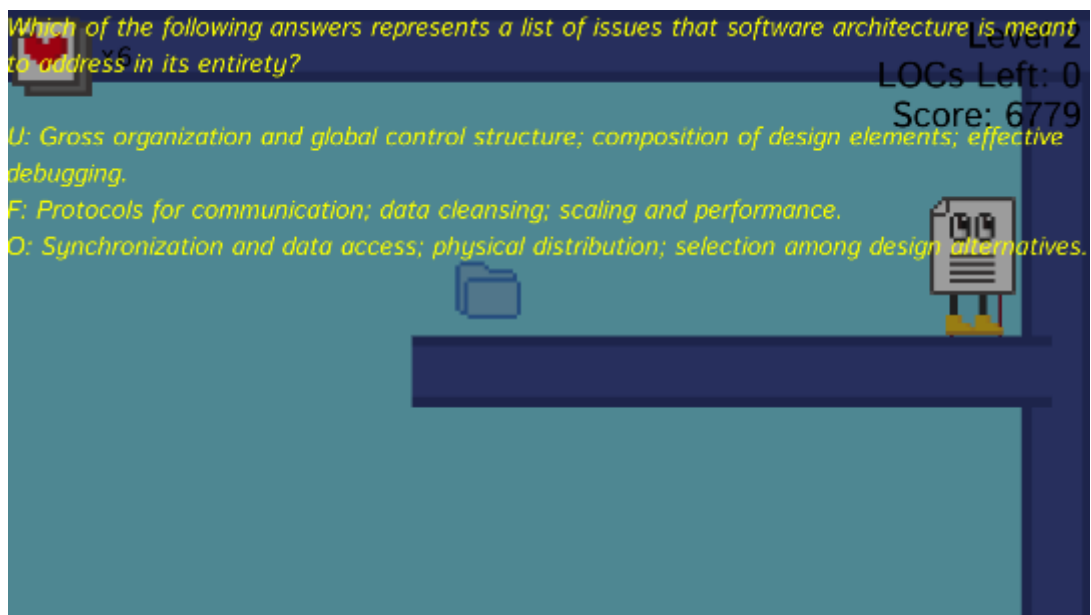 Which of the following answers represents a list of issues that software architecture is meant
to address in its entirety?
x6
Level 2
LOCs Left: 0
Score: 6779
U: Gross organization and global control structure; composition of design elements; effective
debugging.
F: Protocols for communication; data cleansing; scaling and performance.
O: Synchronization and data access; physical distribution; selection among design alternatives.